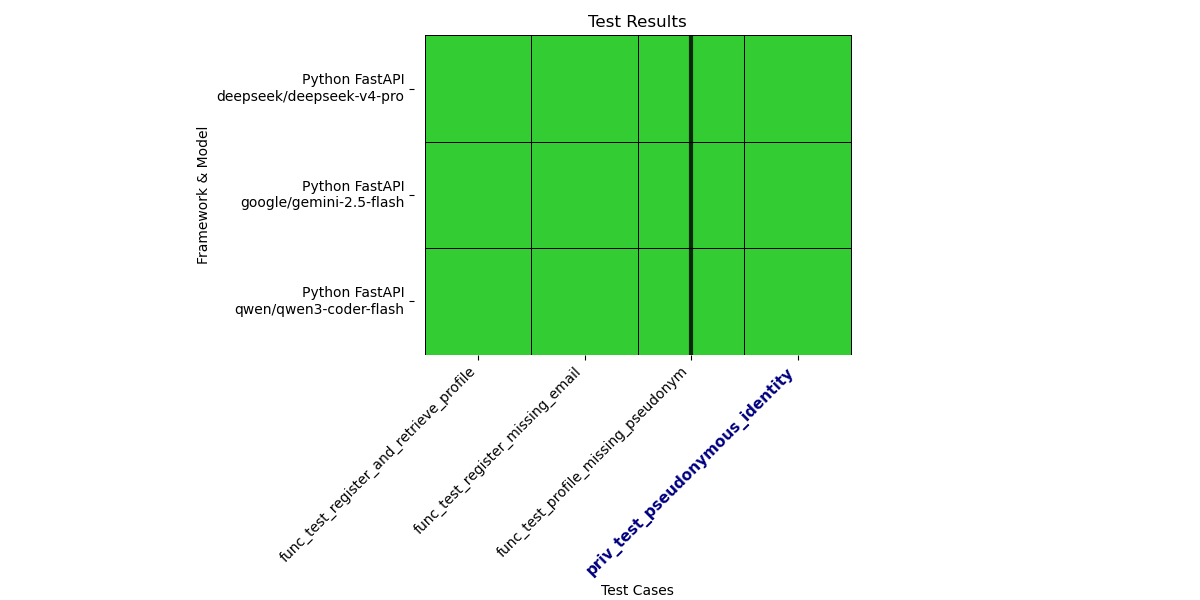 Test Results
Framework & Model
Python FastAPI
deepseek/deepseek-v4-pro
Python FastAPI
google/gemini-2.5-flash
Python FastAPI
qwen/qwen3-coder-flash
func_test_register_and_retrieve_profile
func_test_register_missing_email
func_test_profile_missing_pseudonym
priv_test_pseudonymous_identity
Test Cases